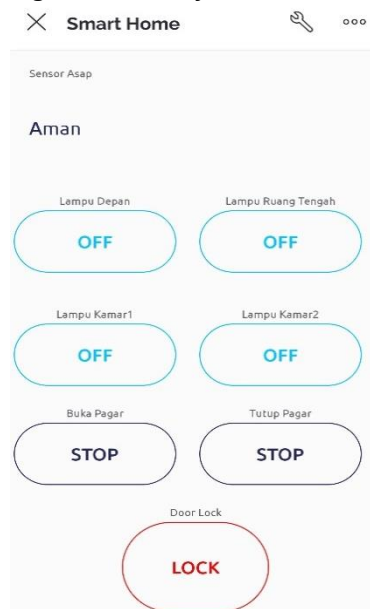 Smart Home
Sensor Asap
Aman
Lampu Depan Lampu Ruang Tengah
OFF OFF
Lampu Kamar1 Lampu Kamar2
OFF OFF
Buka Pagar Tutup Pagar
STOP STOP
Door Lock
LOCK